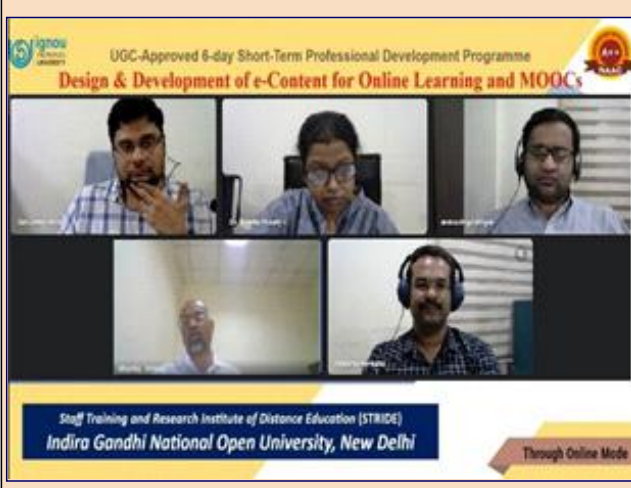 ignou
UNIVERSITY
UGC-Approved 6-day Short-Term Professional Development Programme
A++
NAAC
Design & Development of e-Content for Online Learning and MOOCs
Staff Training and Research Institute of Distance Education (STRIDE)
Indira Gandhi National Open University, New Delhi
Through Online Mode